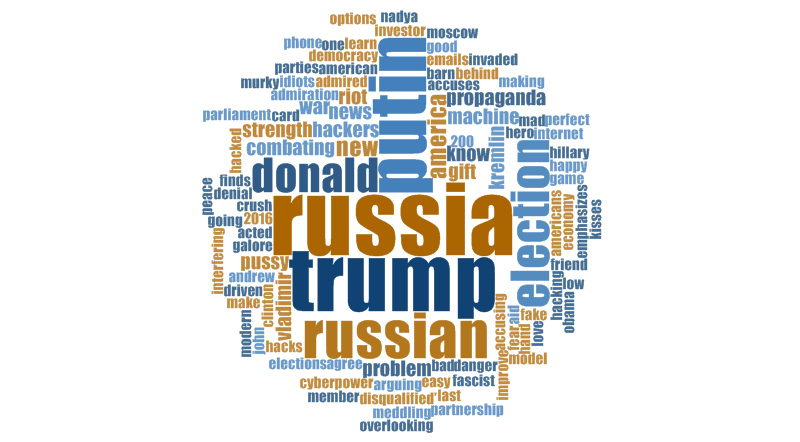 options nadya
investor
phone one learn moscow
democracy good
parties american emails invaded
murky idiots admired barn behind
admiration riot accuses making
putin
war news propaganda
parliament card machine mad perfect
strength hackers hero internet
hacked combating new america 200
know kremlin hillary
donald gift happy
finds game
peace denial
crush russia election americans
going 2016 economy emphasizes kisses
acted
galore
interfering pussy trump friend
andrew vladimir hacking low
driven obama
make clinton
modern john russian accusing aid fake
hacks fear hand love
model
elections agree problem bad danger
cyberpower arguing easy fascist improve
member disqualified last
meddling partnership
overlooking